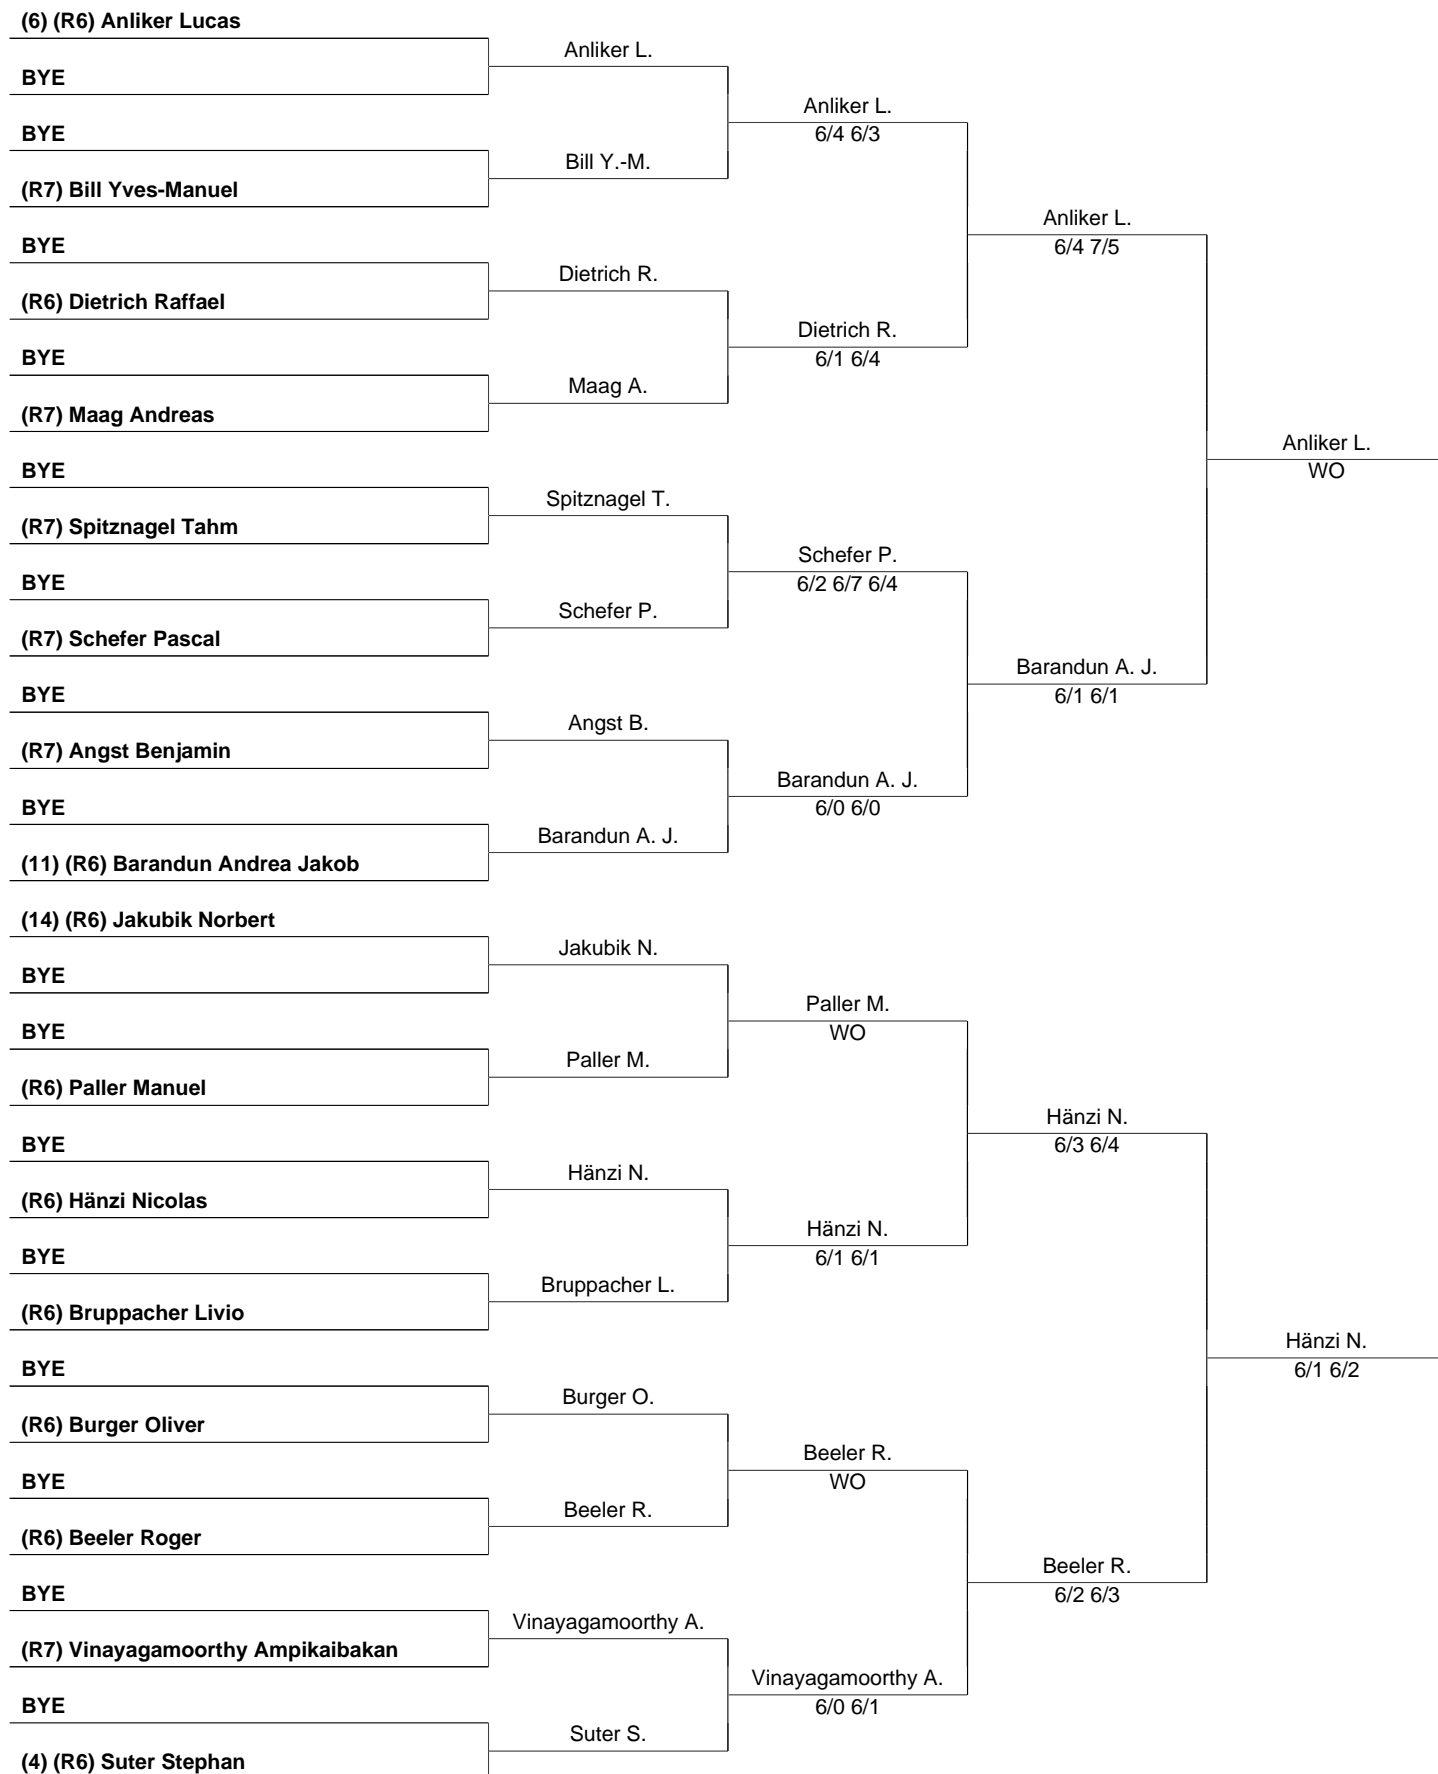 (6) (R6) Anliker Lucas
BYE
BYE
(R7) Bill Yves-Manuel
BYE
(R6) Dietrich Raffael
BYE
(R7) Maag Andreas
BYE
(R7) Spitznagel Tahm
BYE
(R7) Schefer Pascal
BYE
(R7) Angst Benjamin
BYE
(11) (R6) Barandun Andrea Jakob
(14) (R6) Jakubik Norbert
BYE
BYE
(R6) Paller Manuel
BYE
(R6) Hänzi Nicolas
BYE
(R6) Bruppacher Livio
BYE
(R6) Burger Oliver
BYE
(R6) Beeler Roger
BYE
(R7) Vinayagamoorthy Ampikaibakan
BYE
(4) (R6) Suter Stephan
Anliker L.
Bill Y.-M.
Dietrich R.
Maag A.
Spitznagel T.
Schefer P.
Angst B.
Barandun A. J.
Jakubik N.
Paller M.
Hänzi N.
Bruppacher L.
Burger O.
Beeler R.
Vinayagamoorthy A.
Suter S.
Anliker L.
6/4 6/3
Dietrich R.
6/1 6/4
Schefer P.
6/2 6/7 6/4
Barandun A. J.
6/0 6/0
Paller M.
WO
Hänzi N.
6/1 6/1
Beeler R.
WO
Vinayagamoorthy A.
6/0 6/1
Anliker L.
6/4 7/5
Barandun A. J.
6/1 6/1
Hänzi N.
6/3 6/4
Beeler R.
6/2 6/3
Anliker L.
WO
Hänzi N.
6/1 6/2